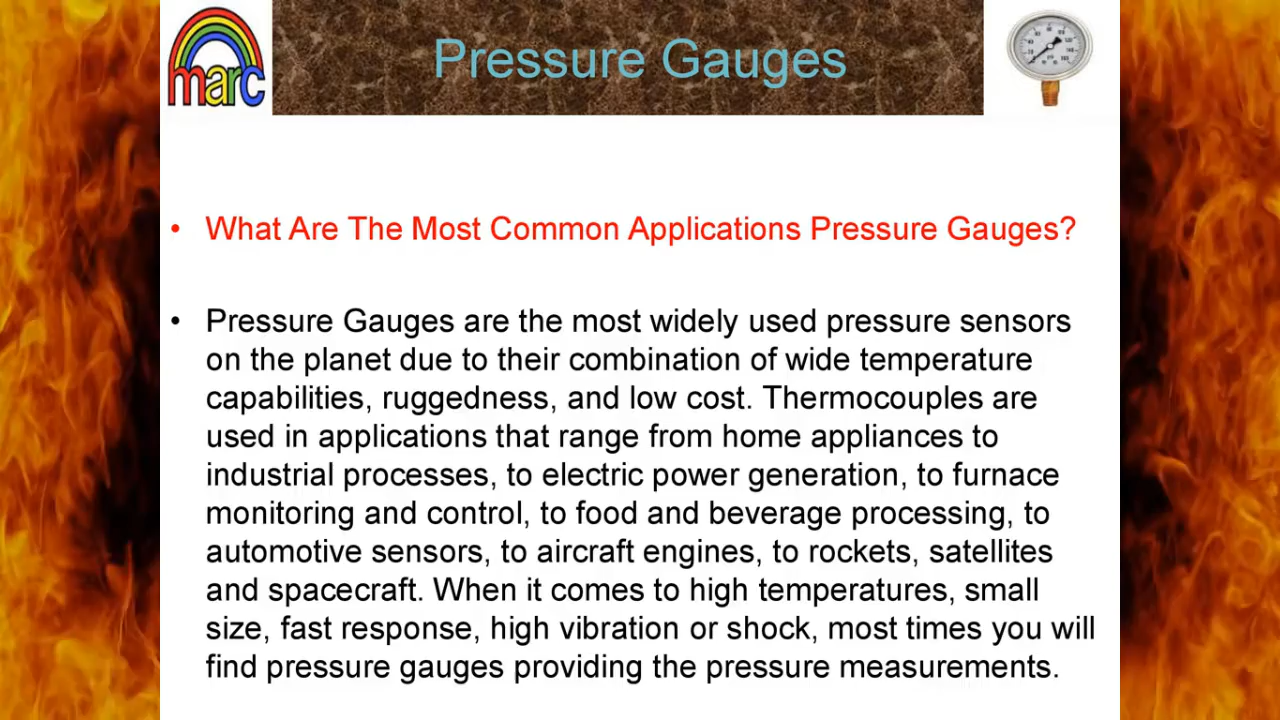 marc
Pressure Gauges
• What Are The Most Common Applications Pressure Gauges?
• Pressure Gauges are the most widely used pressure sensors
on the planet due to their combination of wide temperature
capabilities, ruggedness, and low cost. Thermocouples are
used in applications that range from home appliances to
industrial processes, to electric power generation, to furnace
monitoring and control, to food and beverage processing, to
automotive sensors, to aircraft engines, to rockets, satellites
and spacecraft. When it comes to high temperatures, small
size, fast response, high vibration or shock, most times you will
find pressure gauges providing the pressure measurements.